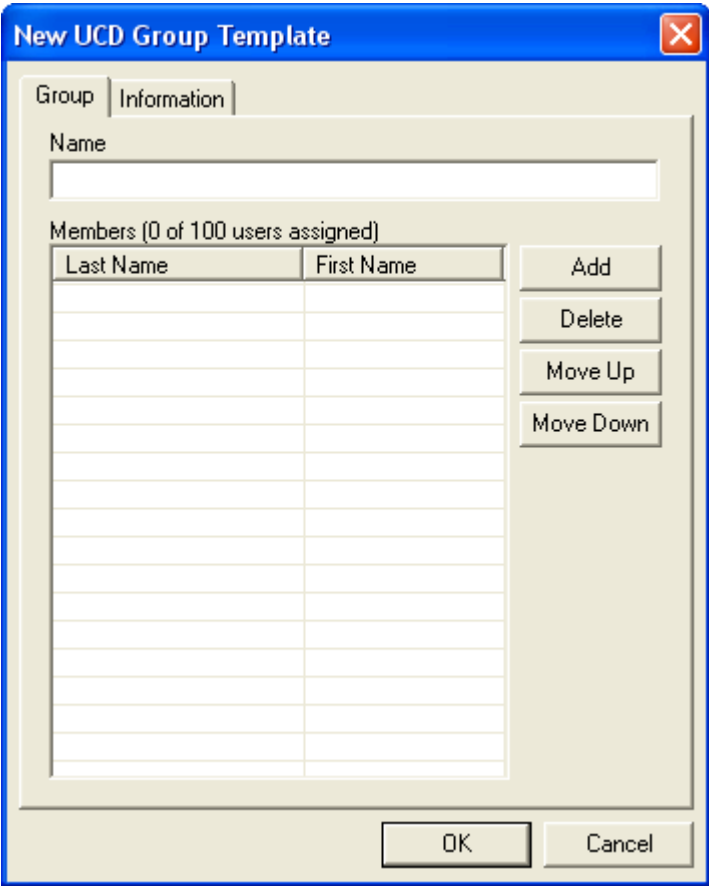 New UCD Group Template
Group
Information
Name
Members (0 of 100 users assigned)
Last Name
First Name
Add
Delete
Move Up
Move Down
OK
Cancel